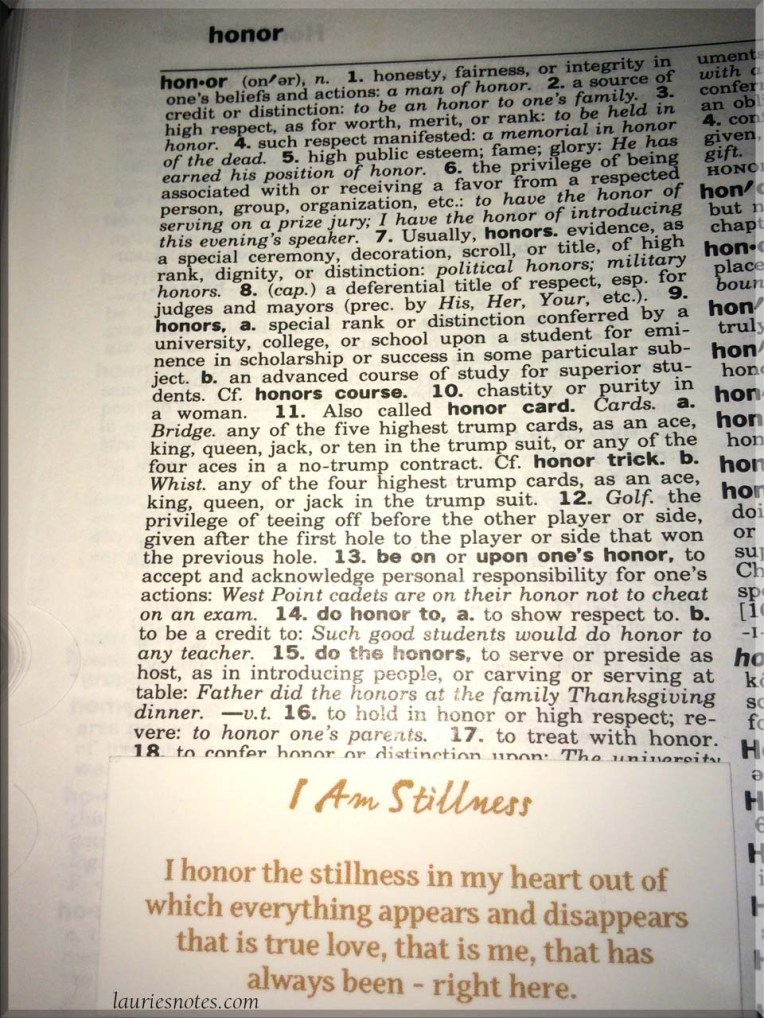 honor
hon•or (on′ər), n. 1. honesty, fairness, or integrity in
one's beliefs and actions: a man of honor. 2. a source of
credit or distinction: to be an honor to one's family. 3.
high respect, as for worth, merit, or rank: to be held in
honor. 4. such respect manifested: a memorial in honor
of the dead. 5. high public esteem; fame; glory: He has
earned his position of honor. 6. the privilege of being
associated with or receiving a favor from a respected
person, group, organization, etc.: to have the honor of
serving on a prize jury; I have the honor of introducing
this evening's speaker. 7. Usually, honors. evidence, as
a special ceremony, decoration, scroll, or title, of high
rank, dignity, or distinction: political honors; military
honors. 8. (cap.) a deferential title of respect, esp. for
judges and mayors (prec. by His, Her, Your, etc.). 9.
honors, a. special rank or distinction conferred by a
university, college, or school upon a student for emi-
nence in scholarship or success in some particular sub-
ject. b. an advanced course of study for superior stu-
dents. Cf. honors course. 10. chastity or purity in
a woman. 11. Also called honor card. Cards. a.
Bridge. any of the five highest trump cards, as an ace,
king, queen, jack, or ten in the trump suit, or any of the
four aces in a no-trump contract. Cf. honor trick. b.
Whist. any of the four highest trump cards, as an ace,
king, queen, or jack in the trump suit. 12. Golf. the
privilege of teeing off before the other player or side,
given after the first hole to the player or side that won
the previous hole. 13. be on or upon one's honor, to
accept and acknowledge personal responsibility for one's
actions: West Point cadets are on their honor not to cheat
on an exam. 14. do honor to, a. to show respect to. b.
to be a credit to: Such good students would do honor to
any teacher. 15. do the honors, to serve or preside as
host, as in introducing people, or carving or serving at
table: Father did the honors at the family Thanksgiving
dinner. —v.t. 16. to hold in honor or high respect; re-
vere: to honor one's parents. 17. to treat with honor.
18. to confer honor or distinction upon: The university
I Am Stillness
I honor the stillness in my heart out of
which everything appears and disappears
that is true love, that is me, that has
always been - right here.
lauriesnotes.com